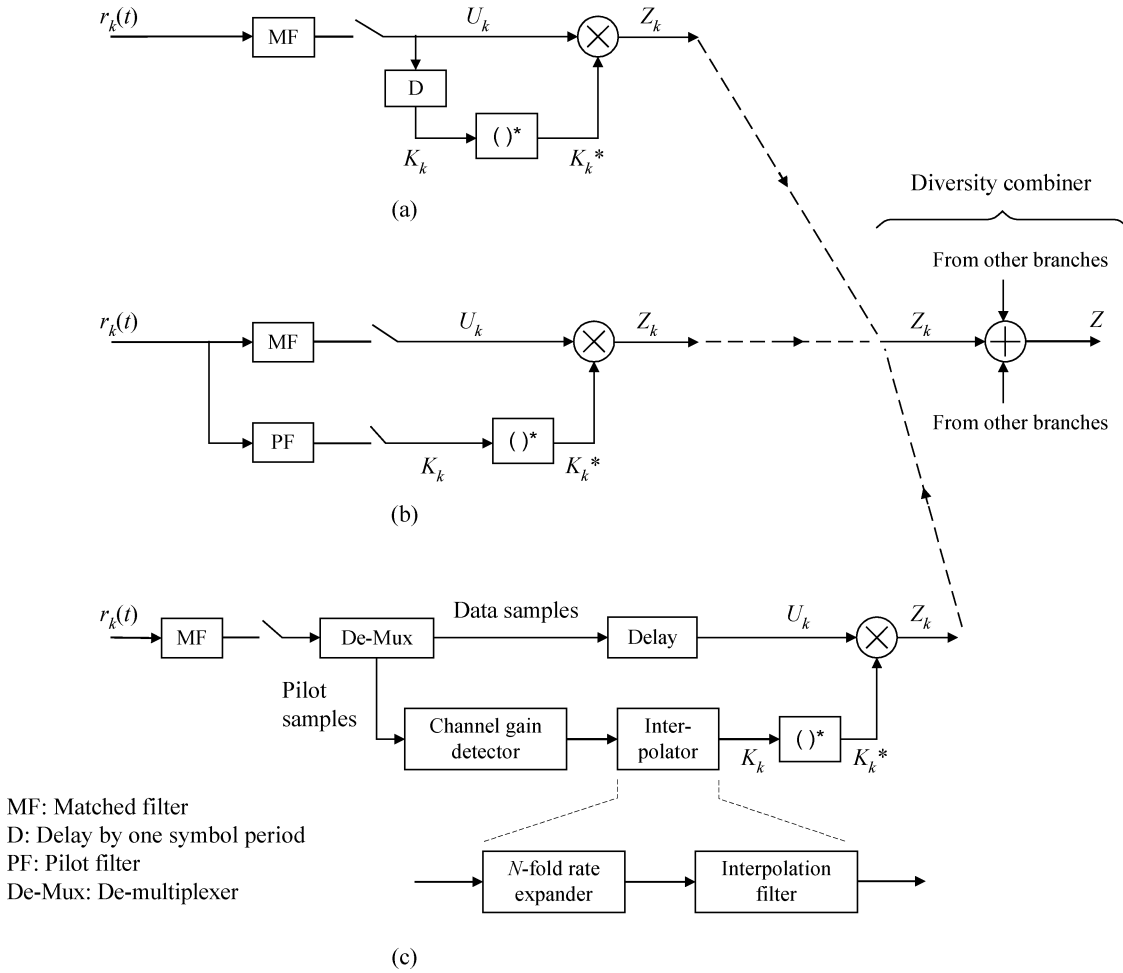 r_k(t)
MF
U_k
Z_k
D
K_k
( )*
K_k*
(a)
Diversity combiner
From other branches
r_k(t)
MF
U_k
Z_k
Z_k
Z
PF
K_k
( )*
K_k*
From other branches
(b)
r_k(t)
MF
De-Mux
Data samples
Delay
U_k
Z_k
Pilot
samples
Channel gain
detector
Inter-
polator
K_k
( )*
K_k*
MF: Matched filter
D: Delay by one symbol period
PF: Pilot filter
De-Mux: De-multiplexer
N-fold rate
expander
Interpolation
filter
(c)